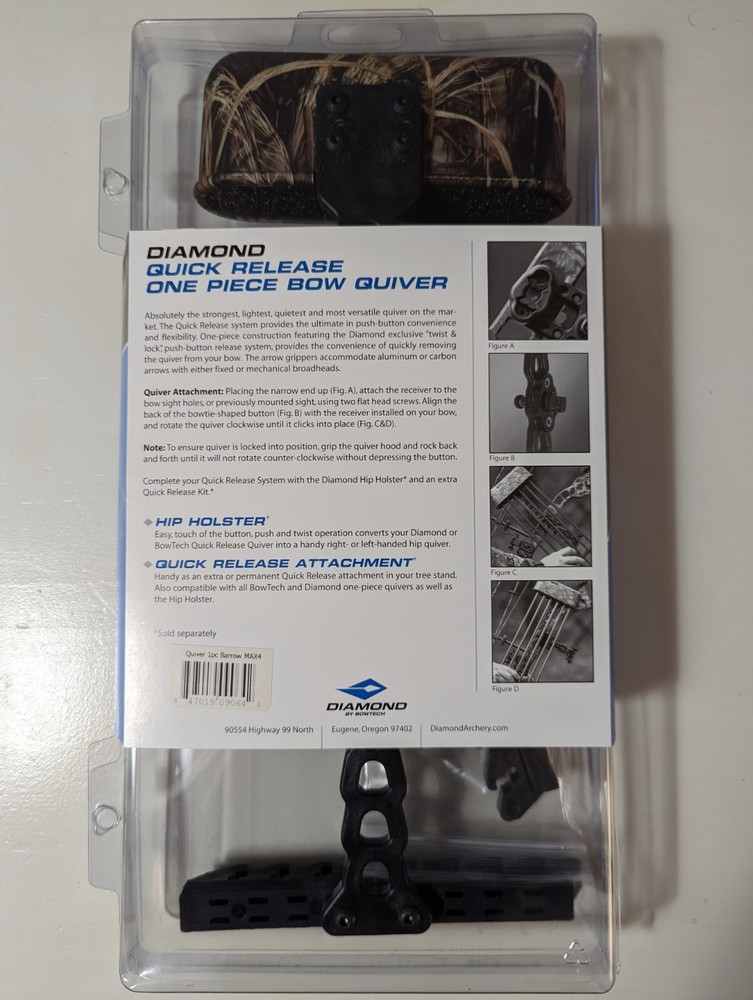 DIAMOND
QUICK RELEASE
ONE PIECE BOW QUIVER
Absolutely the strongest, lightest, quietest and most versatile quiver on the mar-
ket. The Quick Release system provides the ultimate in push-button convenience
and flexibility. One-piece construction featuring the Diamond exclusive "twist &
lock", push-button release system, provides the convenience of quickly removing
the quiver from your bow. The arrow grippers accommodate aluminum or carbon
arrows with either fixed or mechanical broadheads.
Quiver Attachment: Placing the narrow end up (Fig. A), attach the receiver to the
bow sight holes, or previously mounted sight, using two flat head screws. Align the
back of the bowtie-shaped button (Fig. B) with the receiver installed on your bow,
and rotate the quiver clockwise until it clicks into place (Fig. C&D).
Note: To ensure quiver is locked into position, grip the quiver hood and rock back
and forth until it will not rotate counter-clockwise without depressing the button.
Complete your Quick Release System with the Diamond Hip Holster* and an extra
Quick Release Kit.*
HIP HOLSTER*
Easy, touch of the button, push and twist operation converts your Diamond or
BowTech Quick Release Quiver into a handy right- or left-handed hip quiver.
QUICK RELEASE ATTACHMENT*
Handy as an extra or permanent Quick Release attachment in your tree stand.
Also compatible with all BowTech and Diamond one-piece quivers as well as
the Hip Holster.
*Sold separately
Quiver 1pc Barrow MAX4
47019 09064
DIAMOND
BY BOWTECH
90554 Highway 99 North | Eugene, Oregon 97402 | DiamondArchery.com
Figure A
Figure B
Figure C
Figure D